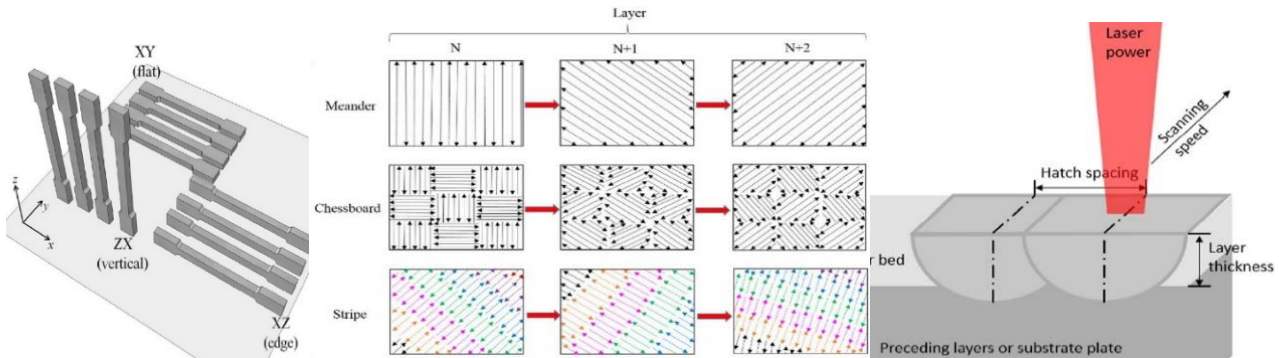 XY
(flat)
z
y
x
ZX
(vertical)
XZ
(edge)
Layer
N
N+1
N+2
Meander
Chessboard
Stripe
Laser
power
Scanning
speed
Hatch spacing
r bed
Layer
thickness
Preceding layers or substrate plate